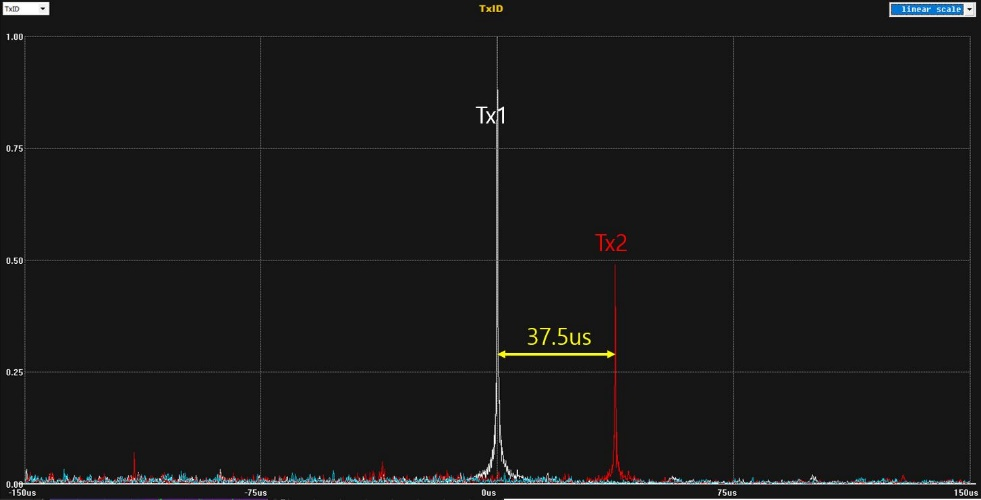 TxID
TxID
linear scale
1.00
Tx1
0.75
Tx2
0.50
37.5us
0.25
0.00
-150us
-75us
0us
75us
150us